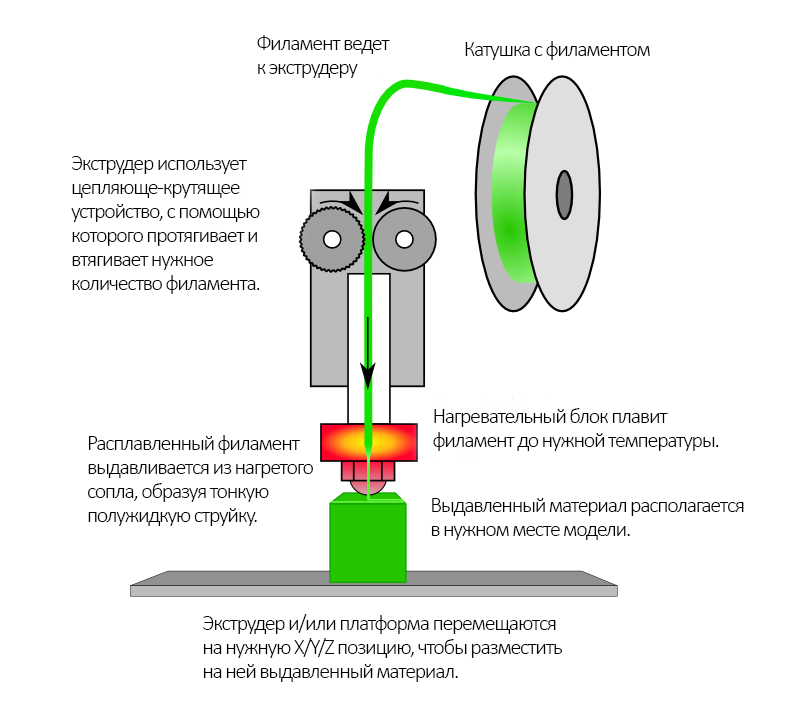 Филамент ведет
к экструдеру
Катушка с филаментом
Экструдер использует
цепляюще-крутящее
устройство, с помощью
которого протягивает и
втягивает нужное
количество филамента.
Нагревательный блок плавит
филамент до нужной температуры.
Расплавленный филамент
выдавливается из нагретого
сопла, образуя тонкую
полужидкую струйку.
Выдавленный материал располагается
в нужном месте модели.
Экструдер и/или платформа перемещаются
на нужную X/Y/Z позицию, чтобы разместить
на ней выдавленный материал.